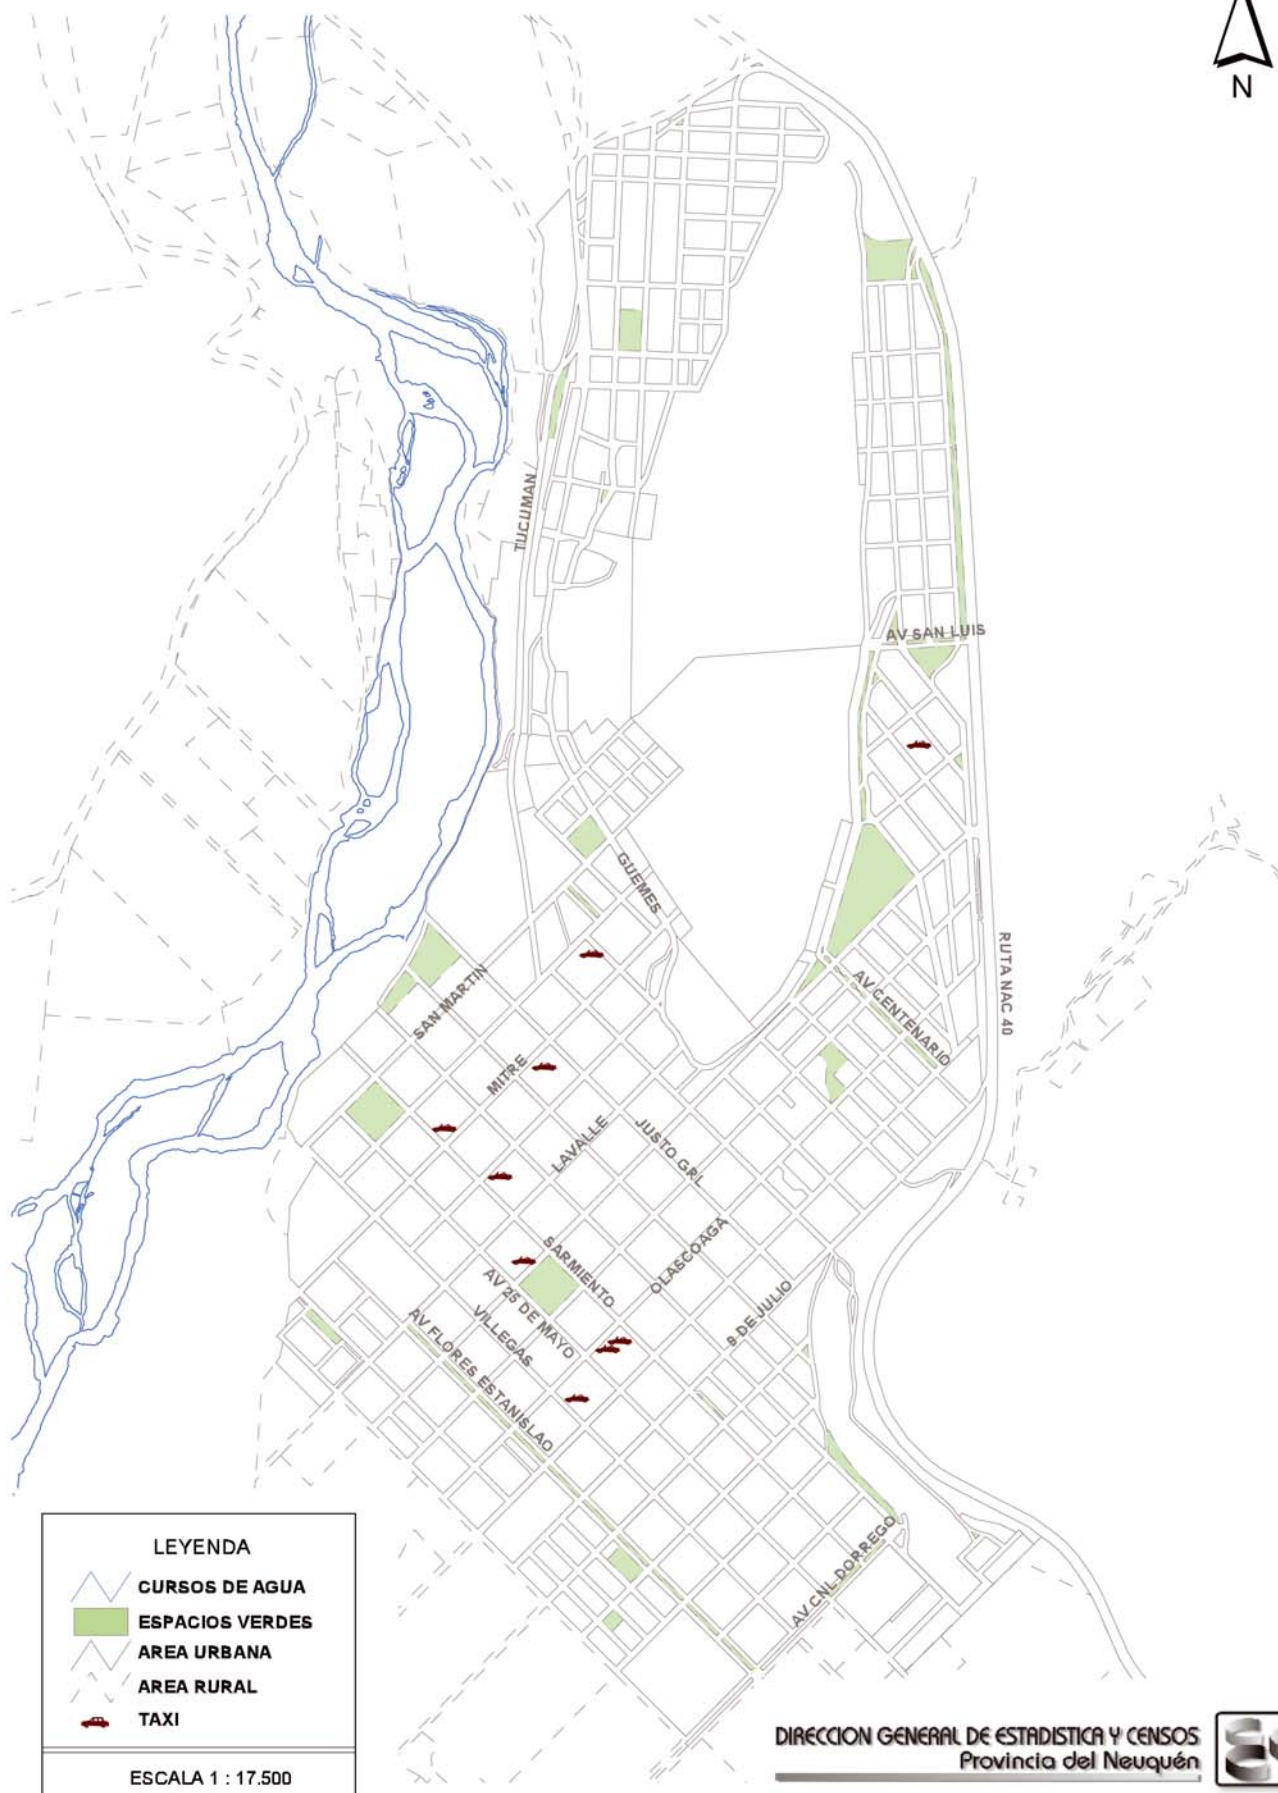 N
TUCUMAN
AV SAN LUIS
GUEMES
RUTA NAC 40
SAN MARTIN
AV CENTENARIO
MITRE
LAVALLE
JUSTO GRL
SARMIENTO
OLASCOAGA
AV 25 DE MAYO
9 DE JULIO
VILLEGAS
AV FLORES ESTANISLAO
AV CNL DORREGO
LEYENDA
CURSOS DE AGUA
ESPACIOS VERDES
AREA URBANA
AREA RURAL
TAXI
ESCALA 1 : 17.500
DIRECCION GENERAL DE ESTADISTICA Y CENSOS
Provincia del Neuquén